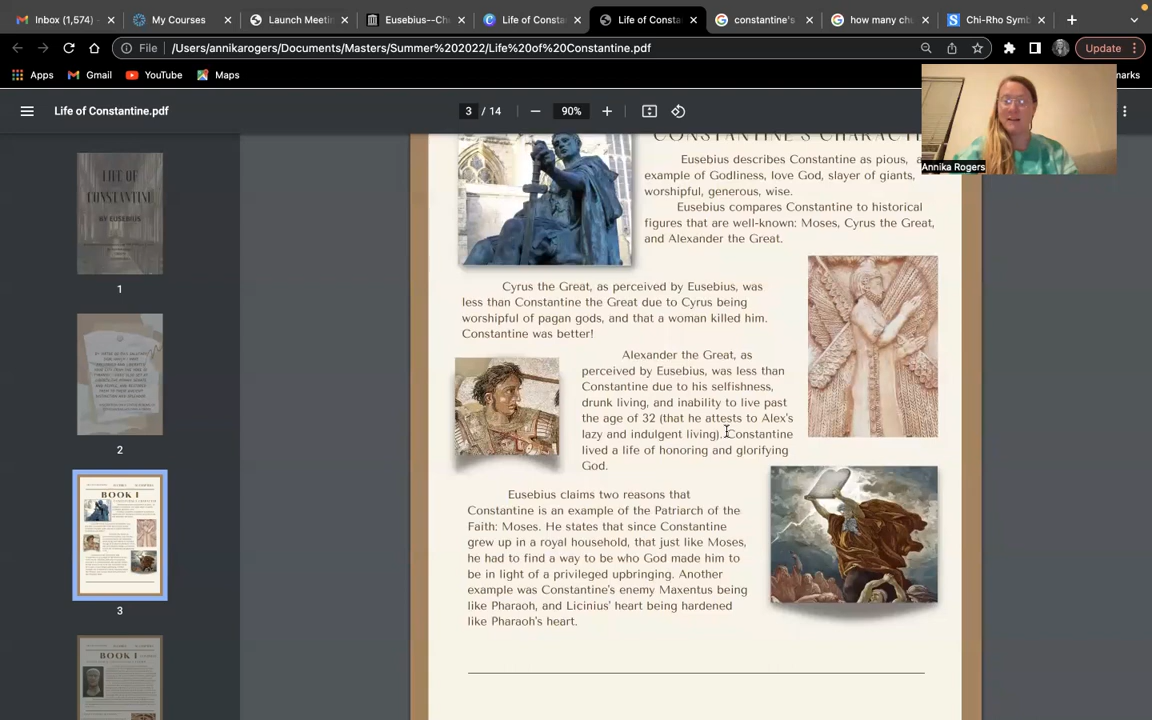 Inbox (1,574)
My Courses
Launch Meeti
Eusebius--Ch
Life of Consta
Life of Consta
constantine's
how many chu
Chi-Rho Symb
File
/Users/annikarogers/Documents/Masters/Summer%202022/Life%20of%20Constantine.pdf
Update
Apps
Gmail
YouTube
Maps
Life of Constantine.pdf
3 / 14
90%
Annika Rogers
LIFE OF
CONSTANTINE
BY EUSEBIUS
1
2
BOOK I
3
BOOK I
CONSTANTINE'S CHARACTE
Eusebius describes Constantine as pious, a
example of Godliness, love God, slayer of giants,
worshipful, generous, wise.
Eusebius compares Constantine to historical
figures that are well-known: Moses, Cyrus the Great,
and Alexander the Great.
Cyrus the Great, as perceived by Eusebius, was
less than Constantine the Great due to Cyrus being
worshipful of pagan gods, and that a woman killed him.
Constantine was better!
Alexander the Great, as
perceived by Eusebius, was less than
Constantine due to his selfishness,
drunk living, and inability to live past
the age of 32 (that he attests to Alex's
lazy and indulgent living). Constantine
lived a life of honoring and glorifying
God.
Eusebius claims two reasons that
Constantine is an example of the Patriarch of the
Faith: Moses. He states that since Constantine
grew up in a royal household, that just like Moses,
he had to find a way to be who God made him to
be in light of a privileged upbringing. Another
example was Constantine's enemy Maxentus being
like Pharaoh, and Licinius' heart being hardened
like Pharaoh's heart.